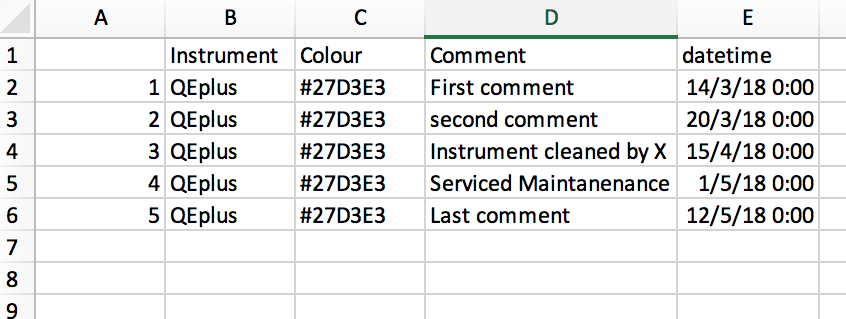 A B C D E
1 Instrument Colour Comment datetime
2 1 QEplus #27D3E3 First comment 14/3/18 0:00
3 2 QEplus #27D3E3 second comment 20/3/18 0:00
4 3 QEplus #27D3E3 Instrument cleaned by X 15/4/18 0:00
5 4 QEplus #27D3E3 Serviced Maintanenance 1/5/18 0:00
6 5 QEplus #27D3E3 Last comment 12/5/18 0:00
7
8
9